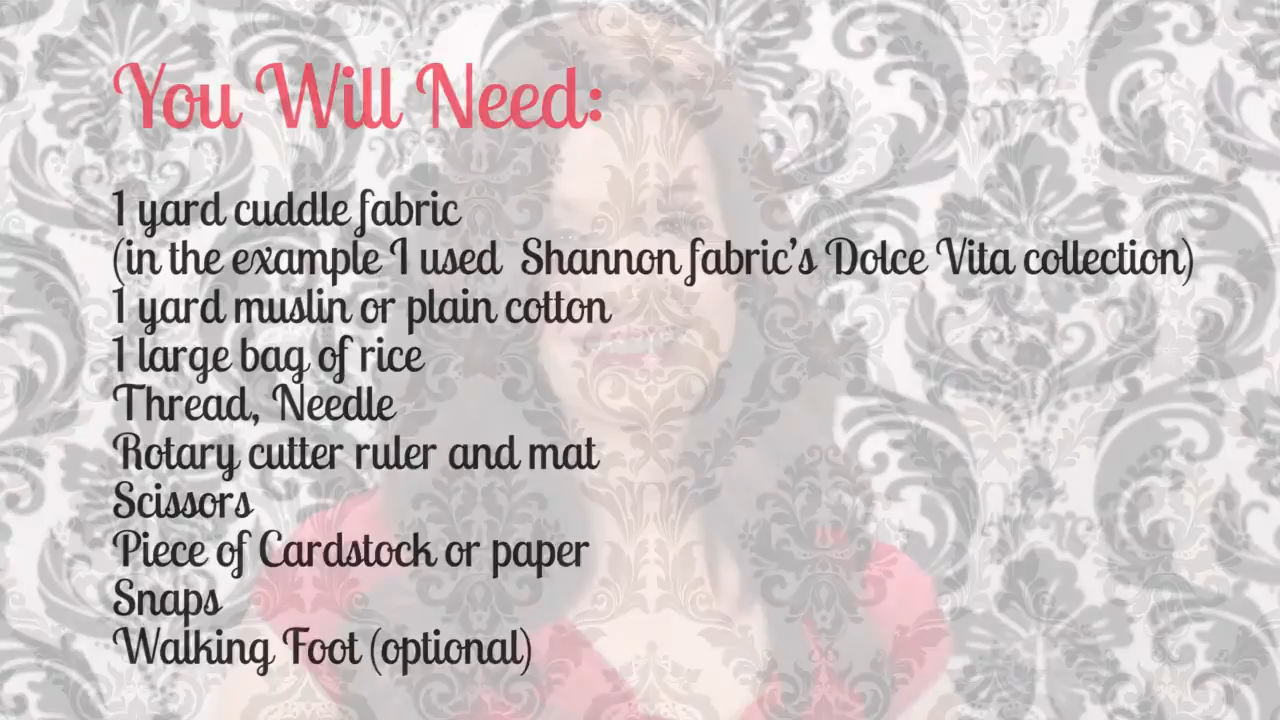 You Will Need:
1 yard cuddle fabric
(in the example I used Shannon fabric's Dolce Vita collection)
1 yard muslin or plain cotton
1 large bag of rice
Thread, Needle
Rotary cutter ruler and mat
Scissors
Piece of Cardstock or paper
Snaps
Walking Foot (optional)